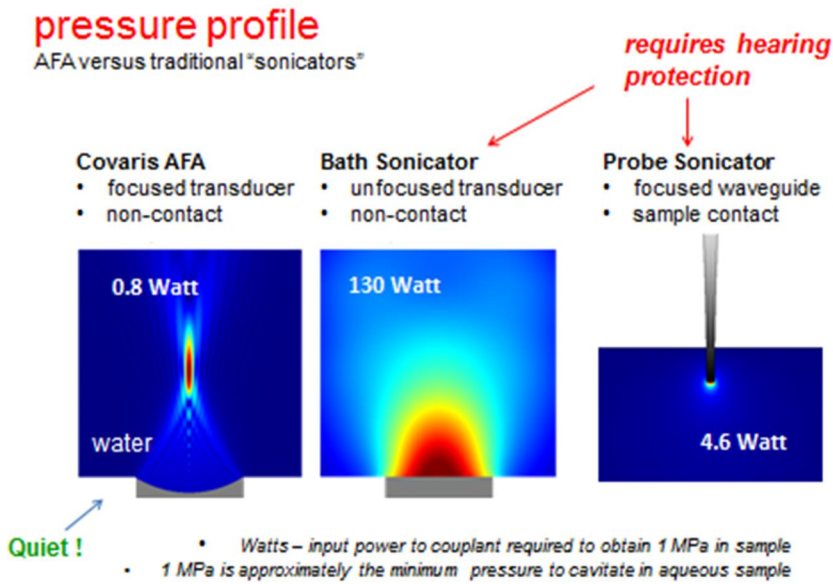 pressure profile
AFA versus traditional "sonicators"
requires hearing
protection
Covaris AFA
• focused transducer
• non-contact
Bath Sonicator
• unfocused transducer
• non-contact
Probe Sonicator
• focused waveguide
• sample contact
0.8 Watt
130 Watt
water
4.6 Watt
Quiet !
• Watts – input power to couplant required to obtain 1 MPa in sample
• 1 MPa is approximately the minimum pressure to cavitate in aqueous sample